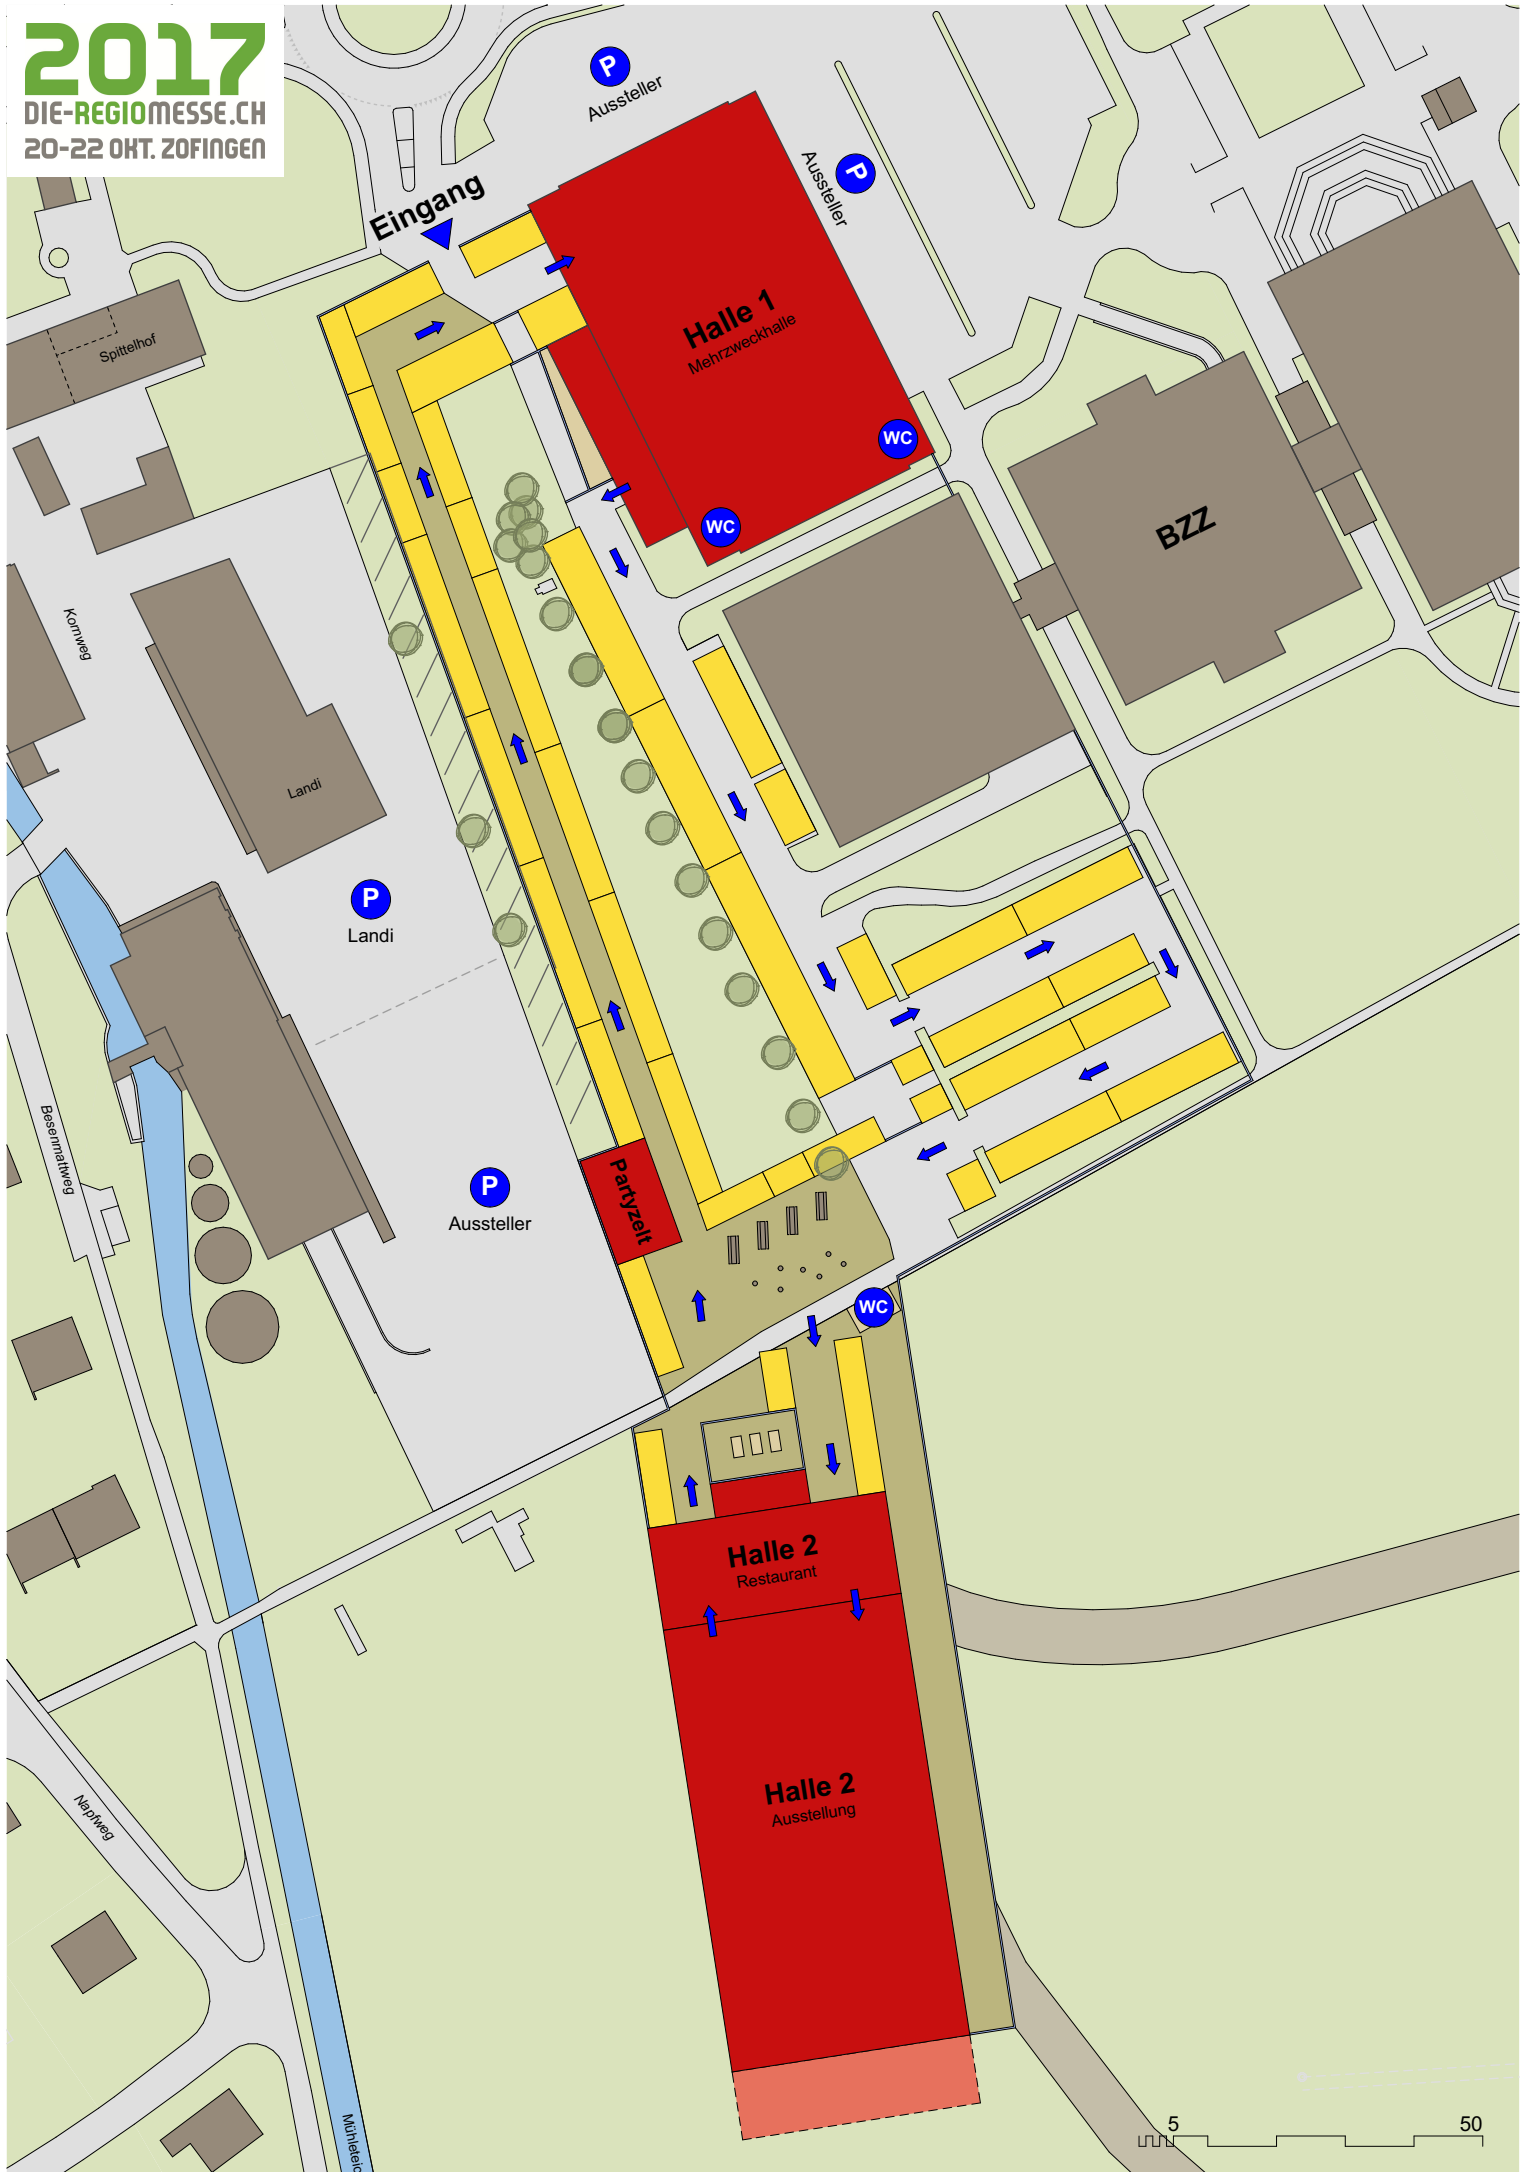 2017
DIE-REGIOMESSE.CH
20-22 OKT. ZOFINGEN
P
Aussteller
P
Aussteller
Eingang
Halle 1
Mehrzweckhalle
Spittelhof
WC
WC
BZZ
Kornweg
Landi
P
Landi
Besenmattweg
P
Aussteller
Partyzelt
WC
Halle 2
Restaurant
Halle 2
Ausstellung
Napfweg
Mühleteic
5
50